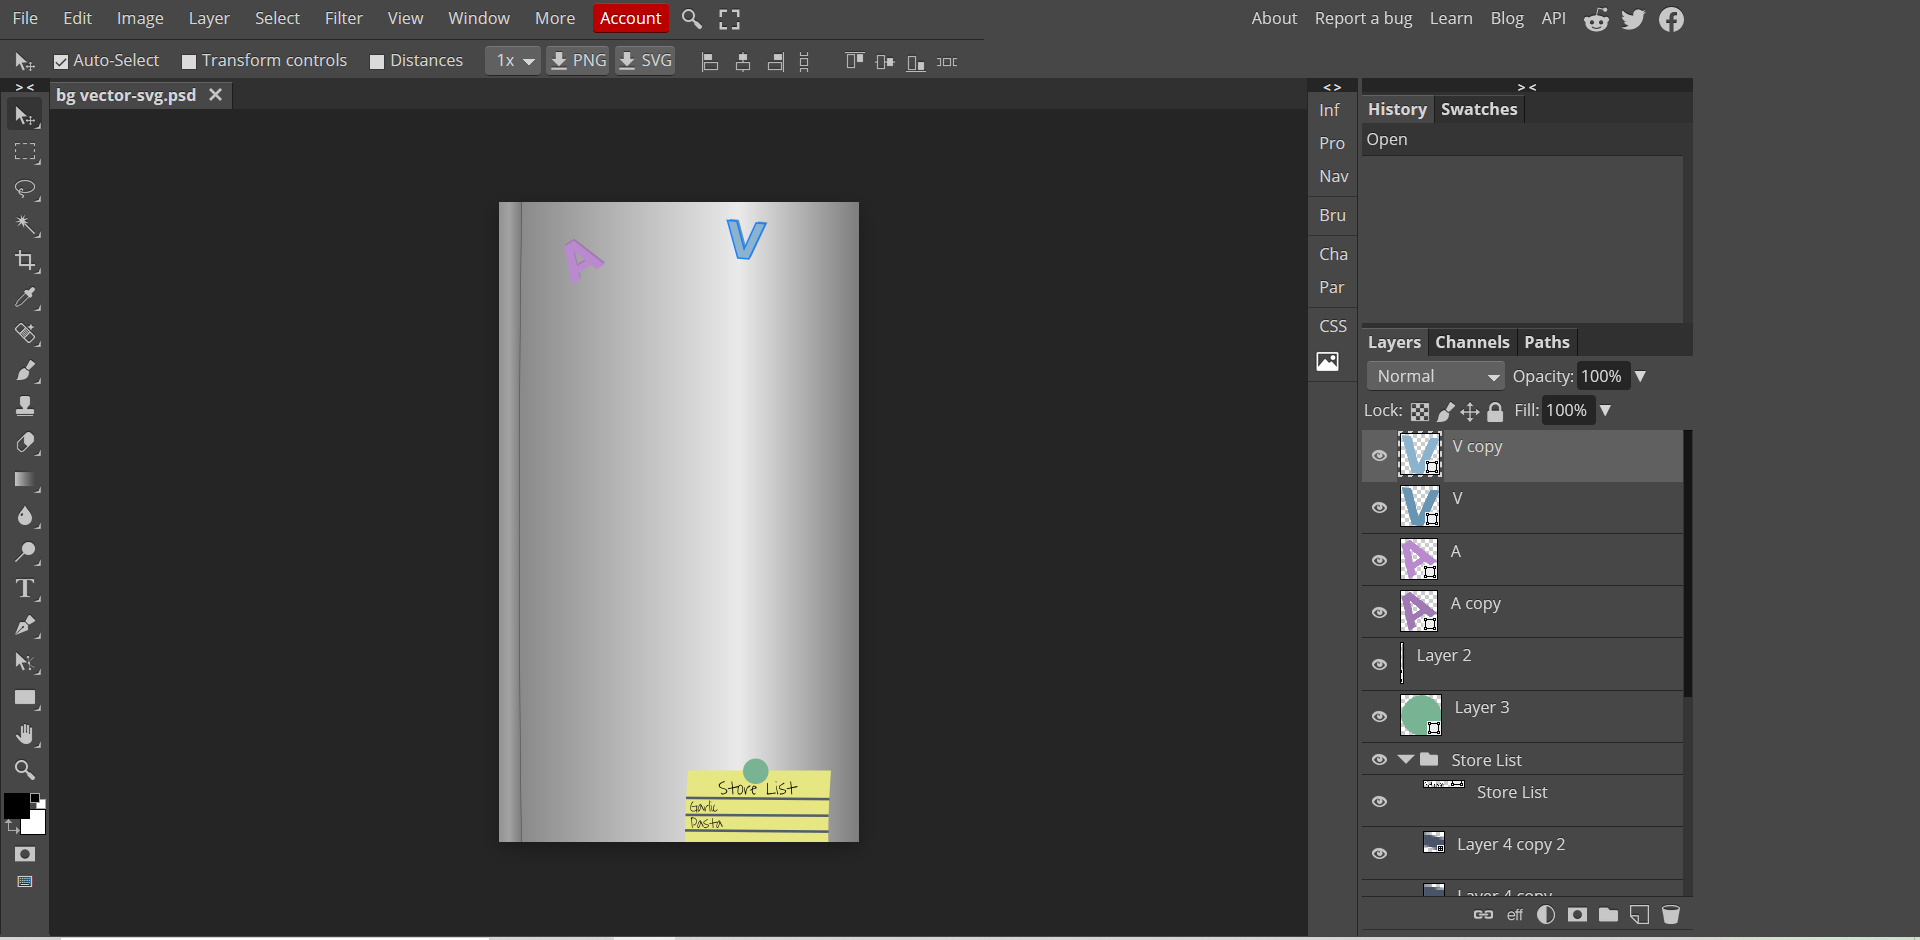 File Edit Image Layer Select Filter View Window More Account About Report a bug Learn Blog API
Auto-Select Transform controls Distances 1x PNG SVG
> < < > > <
bg vector-svg.psd
History Swatches
Open
Inf
Pro
Nav
Bru
Cha
Par
CSS
Layers Channels Paths
Normal Opacity: 100%
Lock: Fill: 100%
V copy
V
A
A copy
Layer 2
Layer 3
Store List
Store List
Layer 4 copy 2
Layer 4 copy
eff
A
V
Store List
Garlic
Pasta